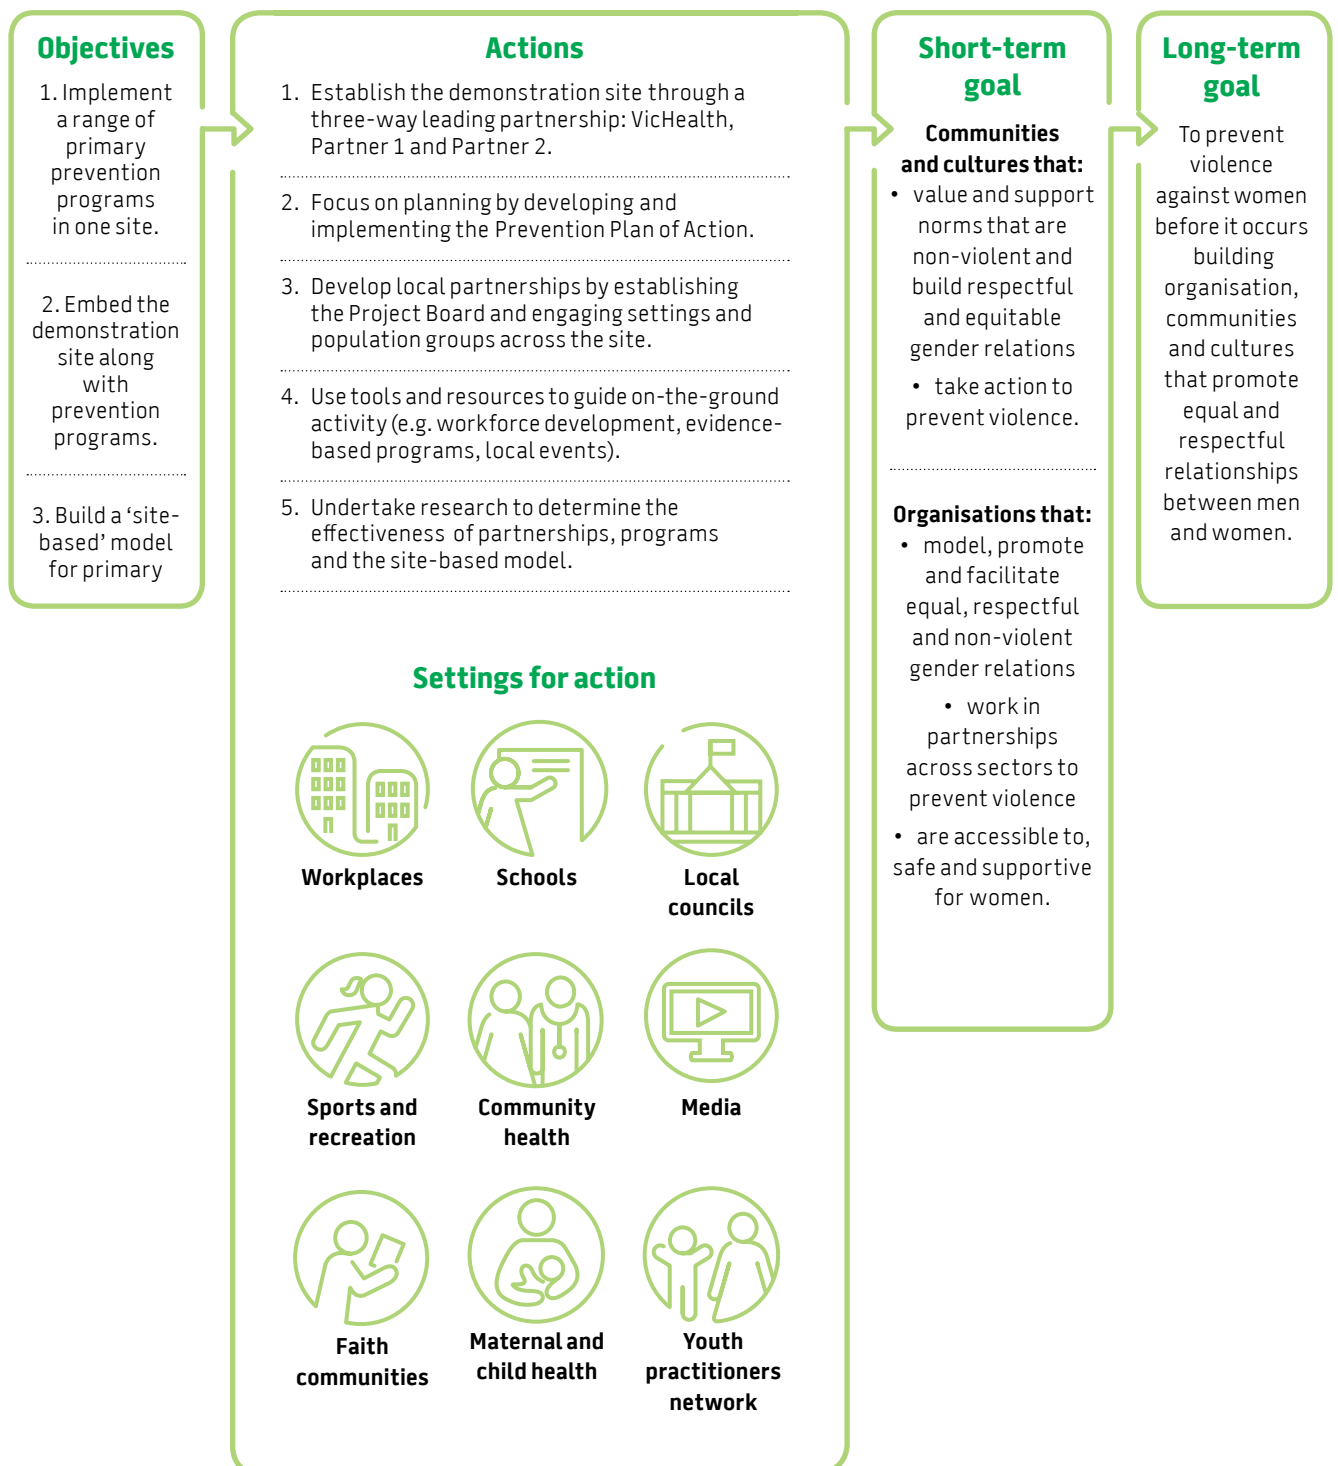 Objectives
1. Implement
a range of
primary
prevention
programs
in one site.
2. Embed the
demonstration
site along
with
prevention
programs.
3. Build a ‘site-
based’ model
for primary
Actions
1. Establish the demonstration site through a
three-way leading partnership: VicHealth,
Partner 1 and Partner 2.
2. Focus on planning by developing and
implementing the Prevention Plan of Action.
3. Develop local partnerships by establishing
the Project Board and engaging settings and
population groups across the site.
4. Use tools and resources to guide on-the-ground
activity (e.g. workforce development, evidence-
based programs, local events).
5. Undertake research to determine the
effectiveness of partnerships, programs
and the site-based model.
Settings for action
Workplaces
Schools
Local
councils
Sports and
recreation
Community
health
Media
Faith
communities
Maternal and
child health
Youth
practitioners
network
Short-term
goal
Communities
and cultures that:
• value and support
norms that are
non-violent and
build respectful
and equitable
gender relations
• take action to
prevent violence.
Organisations that:
• model, promote
and facilitate
equal, respectful
and non-violent
gender relations
• work in
partnerships
across sectors to
prevent violence
• are accessible to,
safe and supportive
for women.
Long-term
goal
To prevent
violence
against women
before it occurs
building
organisation,
communities
and cultures
that promote
equal and
respectful
relationships
between men
and women.